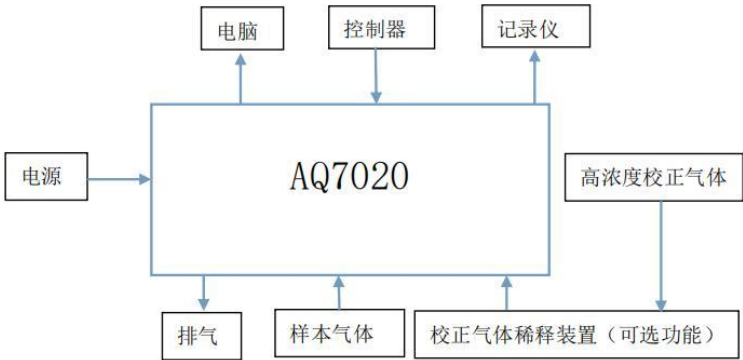 电脑
控制器
记录仪
电源
AQ7020
高浓度校正气体
排气
样本气体
校正气体稀释装置（可选功能）